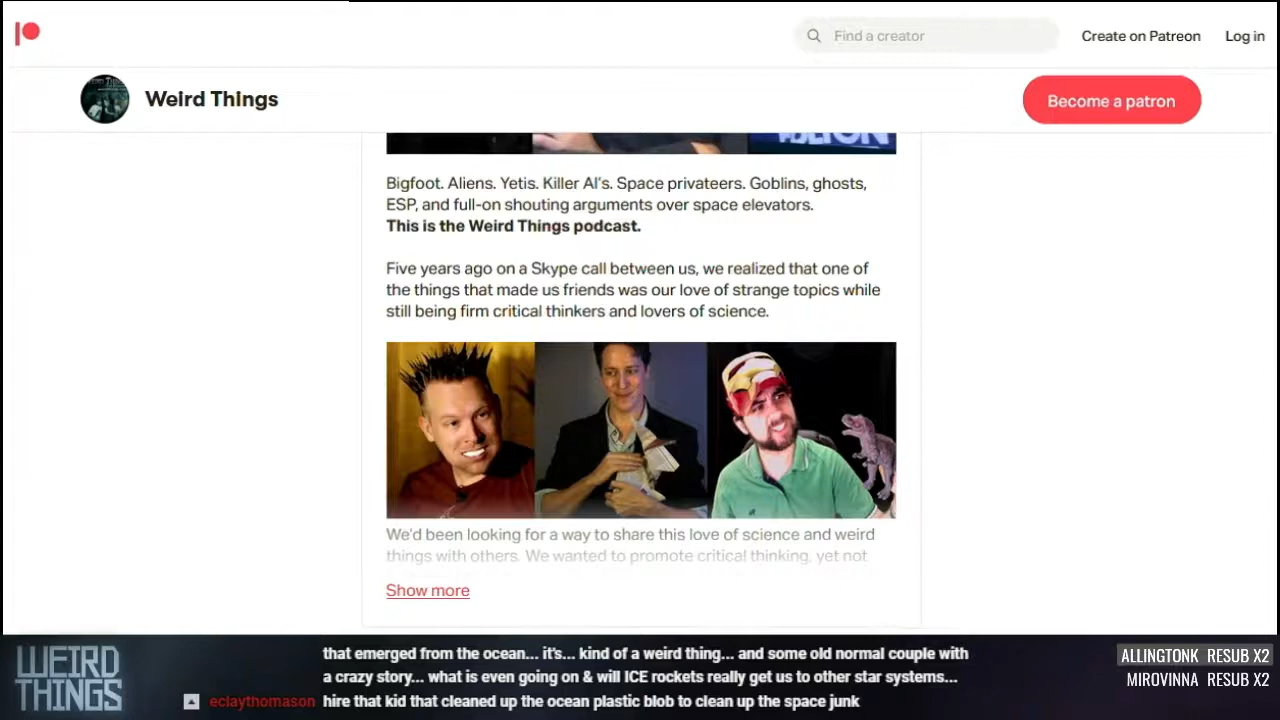 Find a creator
Create on Patreon
Log in
Weird Things
Become a patron
Bigfoot. Aliens. Yetis. Killer AI's. Space privateers. Goblins, ghosts,
ESP, and full-on shouting arguments over space elevators.
This is the Weird Things podcast.
Five years ago on a Skype call between us, we realized that one of
the things that made us friends was our love of strange topics while
still being firm critical thinkers and lovers of science.
We'd been looking for a way to share this love of science and weird
things with others. We wanted to promote critical thinking, yet not
Show more
WEIRD
THINGS
that emerged from the ocean... it's... kind of a weird thing... and some old normal couple with
a crazy story... what is even going on & will ICE rockets really get us to other star systems...
eclaythomason hire that kid that cleaned up the ocean plastic blob to clean up the space junk
ALLINGTONK RESUB X2
MIROVINNA RESUB X2